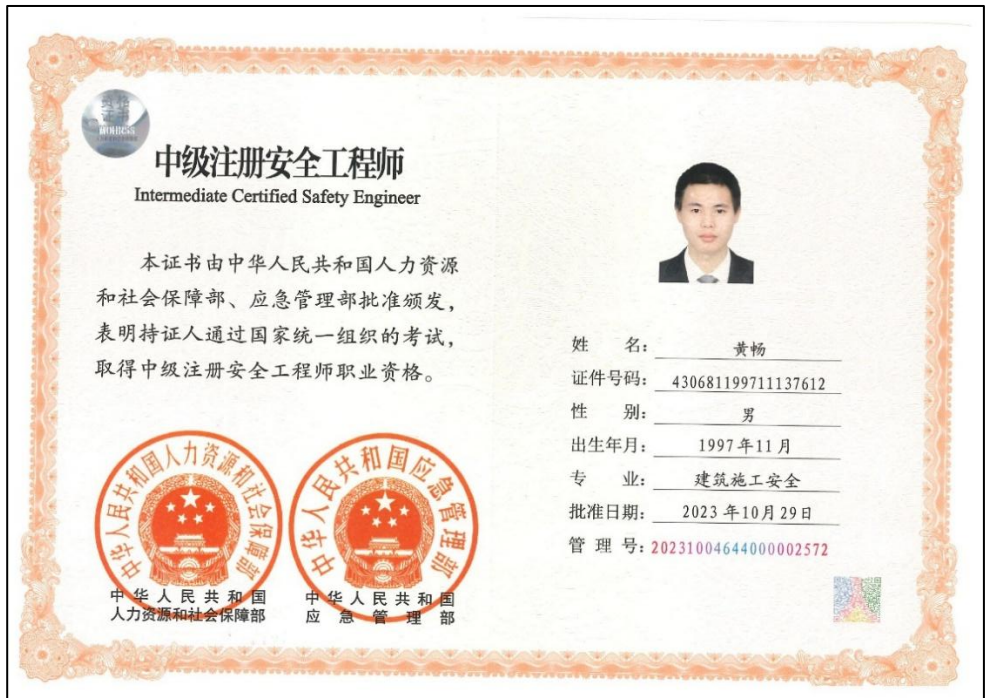 中级注册安全工程师
Intermediate Certified Safety Engineer
本证书由中华人民共和国人力资源
和社会保障部、应急管理部批准颁发，
表明持证人通过国家统一组织的考试，
取得中级注册安全工程师职业资格。
中华人民共和国人力资源和社会保障部
中华人民共和国
人力资源和社会保障部
中华人民共和国应急管理部
中华人民共和国
应急管理部
姓名：黄畅
证件号码：430681199711137612
性别：男
出生年月：1997年11月
专业：建筑施工安全
批准日期：2023年10月29日
管理号：20231004644000002572